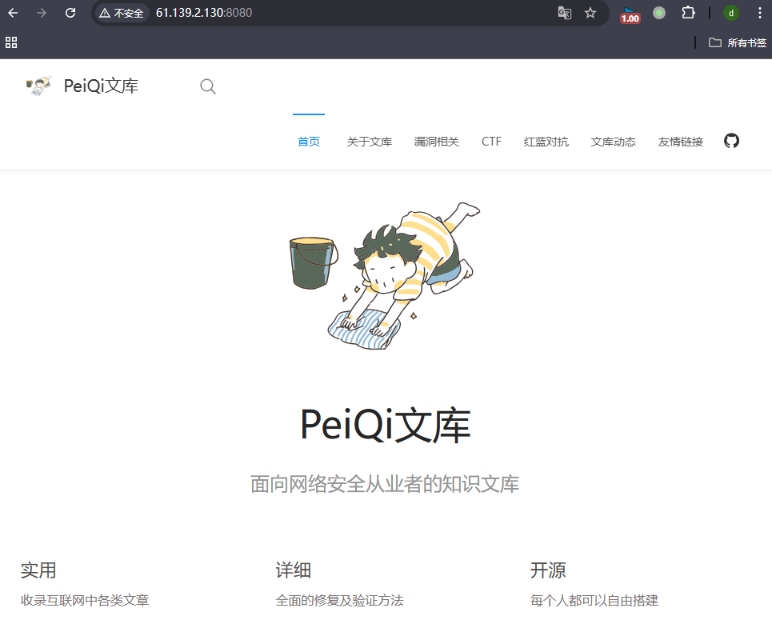 不安全 61.139.2.130:8080
1.00
d
所有书签
PeiQi文库
首页 关于文库 漏洞相关 CTF 红蓝对抗 文库动态 友情链接
PeiQi文库
面向网络安全从业者的知识文库
实用 详细 开源
收录互联网中各类文章 全面的修复及验证方法 每个人都可以自由搭建